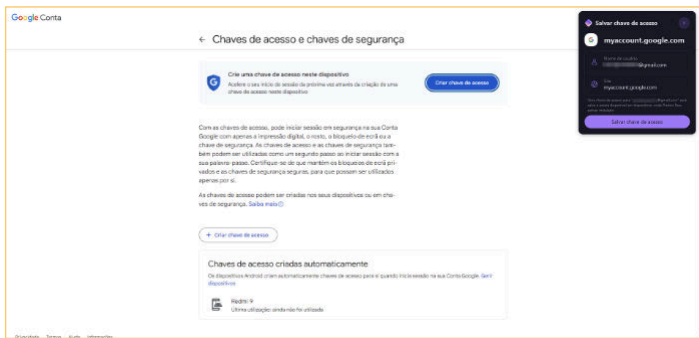 Google Conta
Chaves de acesso e chaves de segurança
Crie uma chave de acesso neste dispositivo
Acelere o seu início de sessão da próxima vez através da criação de uma
chave de acesso neste dispositivo
Criar chave de acesso
Com as chaves de acesso, pode iniciar sessão em segurança na sua Conta
Google com apenas a impressão digital, o rosto, o bloqueio de ecrã ou a
chave de segurança. As chaves de acesso e as chaves de segurança tam-
bém podem ser utilizadas como um segundo passo ao iniciar sessão com a
sua palavra-passe. Certifique-se de que mantém os bloqueios de ecrã pri-
vados e as chaves de segurança seguras, para que possam ser utilizados
apenas por si.
As chaves de acesso podem ser criadas nos seus dispositivos ou em cha-
ves de segurança. Saiba mais
+ Criar chave de acesso
Chaves de acesso criadas automaticamente
Os dispositivos Android criam automaticamente chaves de acesso para si quando inicia sessão na sua Conta Google. Gerir
dispositivos
Redmi 9
Última utilização: ainda não foi utilizada
Privacidade Termos Ajuda Informações
Salvar chave de acesso
G myaccount.google.com
Nome de usuário
@gmail.com
Site
myaccount.google.com
Salvar chave de acesso